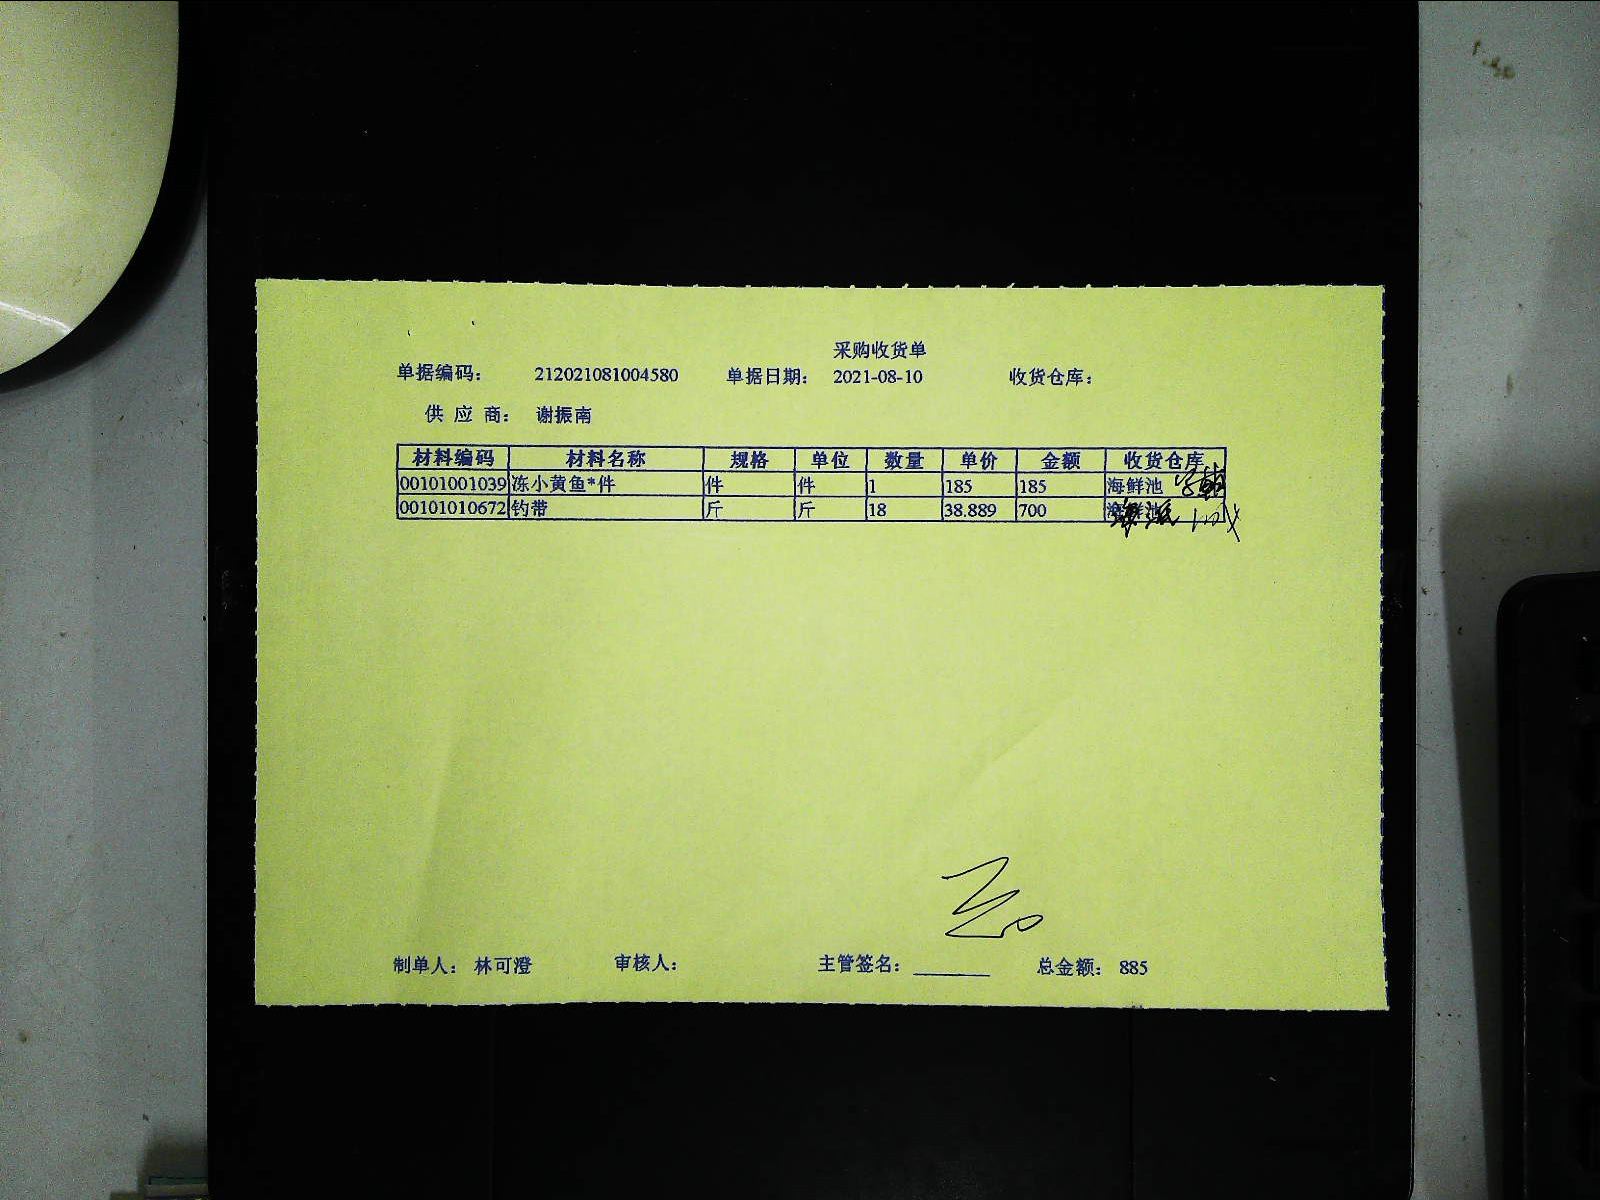 采购收货单
单据编码： 212021081004580 单据日期： 2021-08-10 收货仓库：
供应商： 谢振南
材料编码 材料名称 规格 单位 数量 单价 金额 收货仓库
00101001039 冻小黄鱼*件 件 件 1 185 185 海鲜池
00101010672 钓带 斤 斤 18 38.889 700 海鲜池
制单人： 林可澄 审核人： 主管签名： 总金额： 885